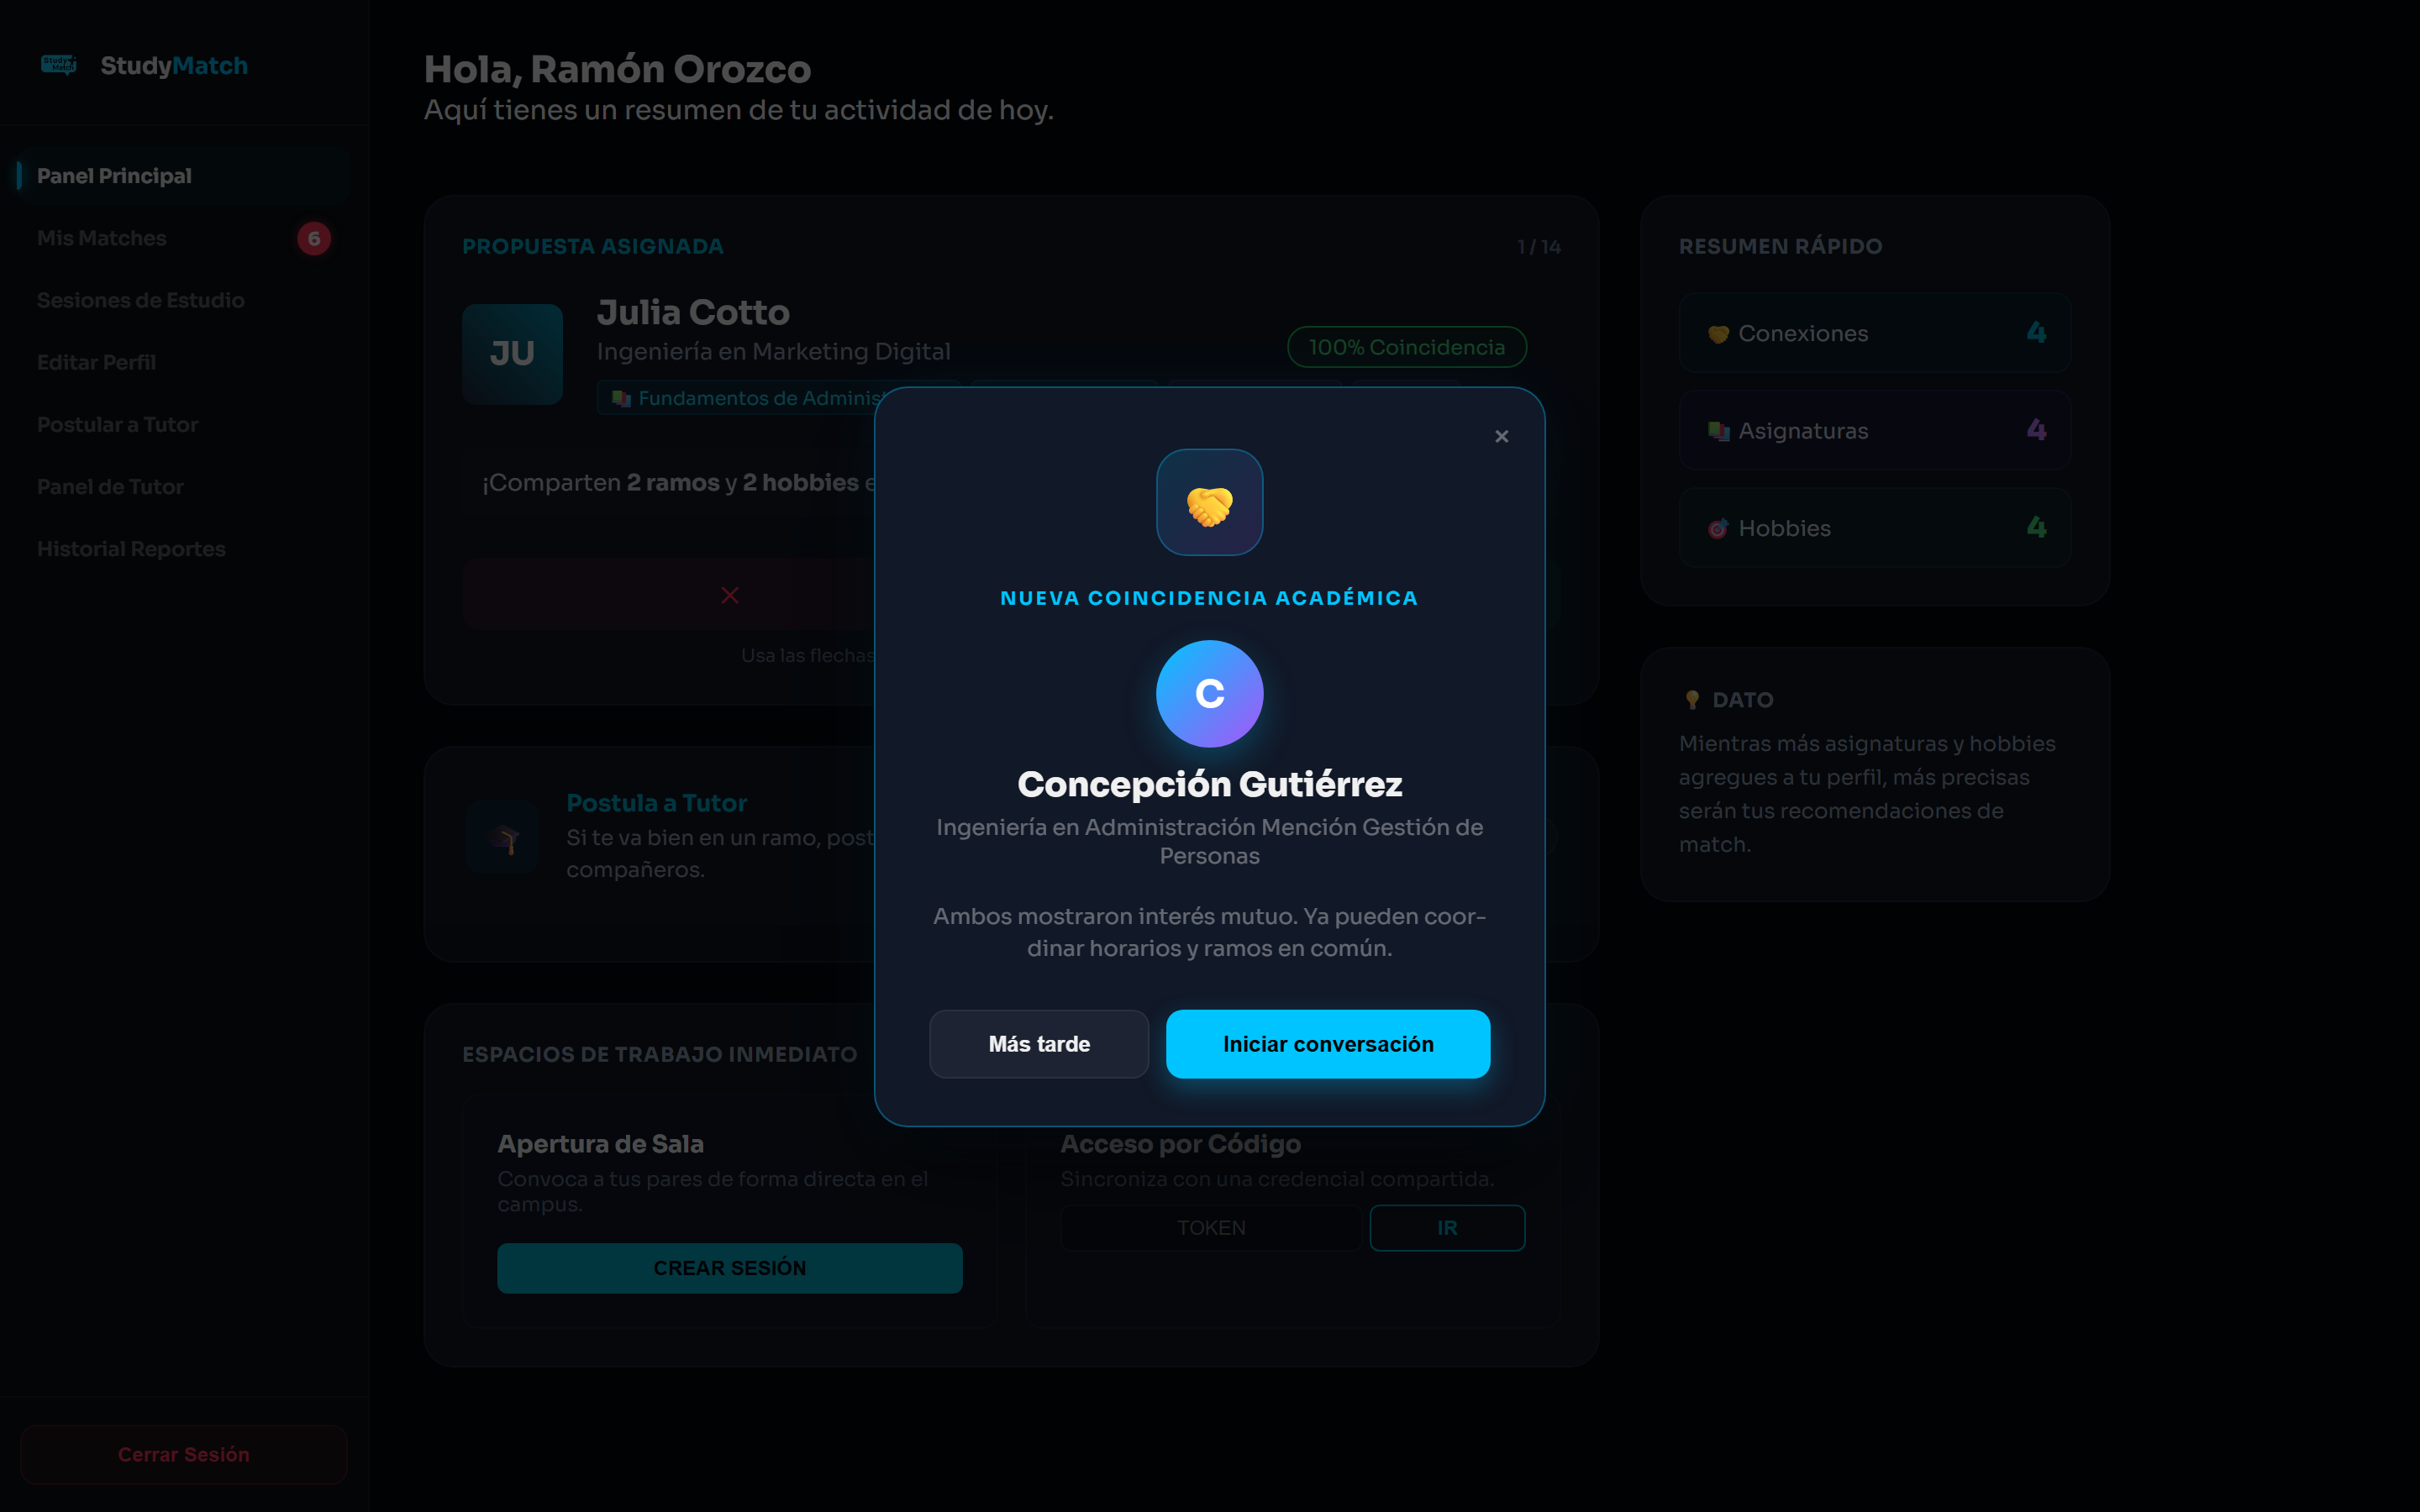 StudyMatch
Panel Principal
Mis Matches
6
Sesiones de Estudio
Editar Perfil
Postular a Tutor
Panel de Tutor
Historial Reportes
Cerrar Sesión
Hola, Ramón Orozco
Aquí tienes un resumen de tu actividad de hoy.
PROPUESTA ASIGNADA
1 / 14
JU
Julia Cotto
Ingeniería en Marketing Digital
100% Coincidencia
Fundamentos de
¡Comparten 2 ramos y 2 hobbies
Usa las flechas
Postula a Tutor
Si te va bien en un ramo,
compañeros.
ESPACIOS DE TRABAJO INMEDIATO
Apertura de Sala
Convoca a tus pares de forma directa en el
campus.
CREAR SESIÓN
Acceso por Código
Sincroniza con una credencial compartida.
TOKEN
IR
RESUMEN RÁPIDO
Conexiones
4
Asignaturas
4
Hobbies
4
DATO
Mientras más asignaturas y hobbies
agregues a tu perfil, más precisas
serán tus recomendaciones de
match.
×
NUEVA COINCIDENCIA ACADÉMICA
C
Concepción Gutiérrez
Ingeniería en Administración Mención Gestión de
Personas
Ambos mostraron interés mutuo. Ya pueden coor-
dinar horarios y ramos en común.
Más tarde
Iniciar conversación